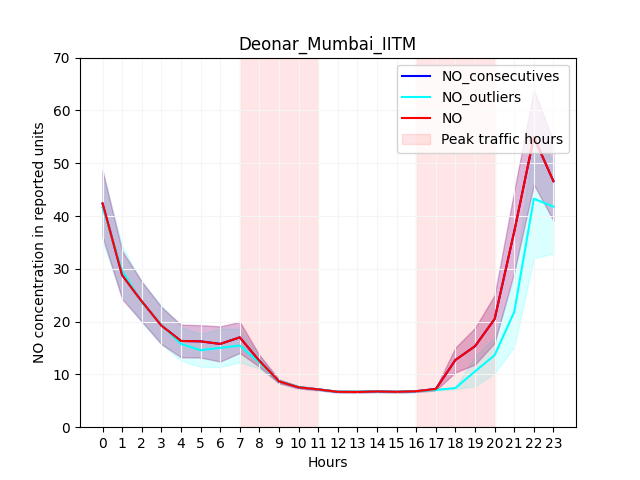 Deonar_Mumbai_IITM
NO concentration in reported units
70
60
50
40
30
20
10
0
NO_consecutives
NO_outliers
NO
Peak traffic hours
0 1 2 3 4 5 6 7 8 9 10 11 12 13 14 15 16 17 18 19 20 21 22 23
Hours